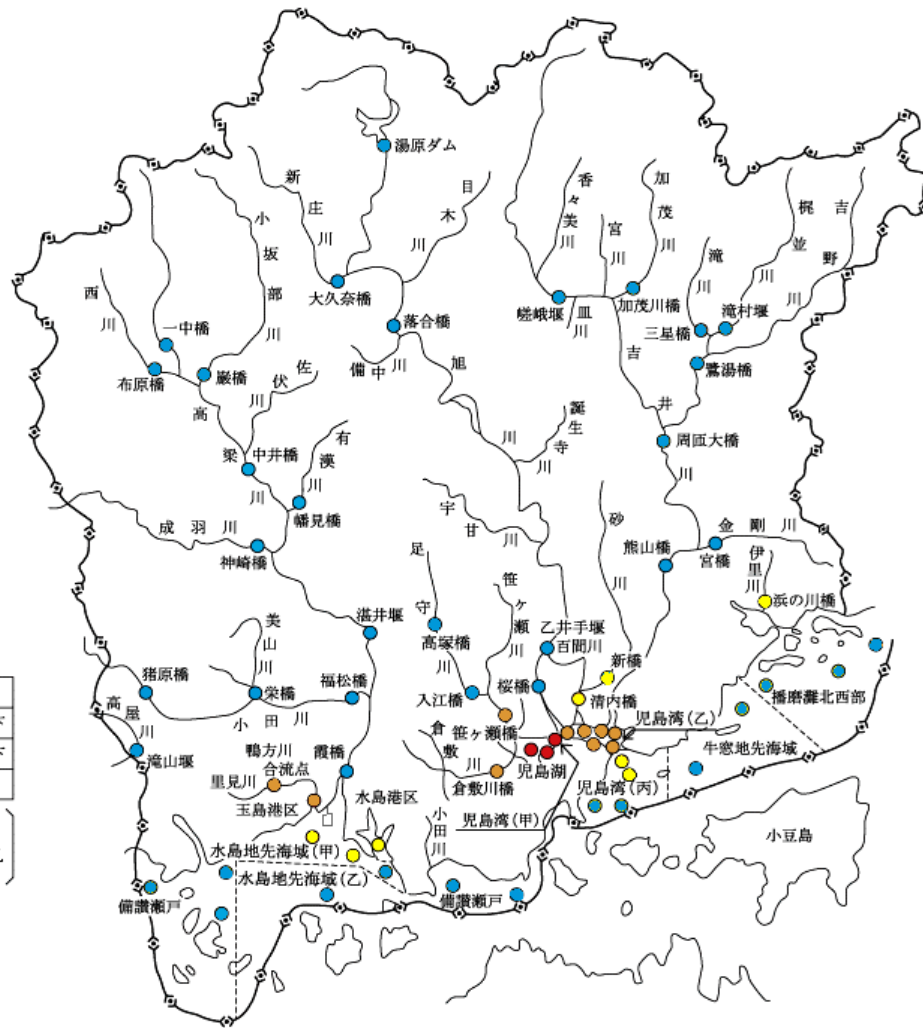 湯原ダム
新庄川
目木川
香々美川
宮川
加茂川
滝川
梶並川
吉野
小坂部川
西川
大久奈橋
嵯峨堰
皿川
加茂川橋
滝村堰
三星橋
鷺湯橋
一中橋
落合橋
備中川
布原橋
巌橋
旭川
吉井川
佐伏川
高梁川
誕生寺川
周匝大橋
中井橋
有漢川
幡見橋
成羽川
宇甘川
砂川
金剛川
神崎橋
足守川
熊山橋
宮橋
伊里川
笹ヶ瀬川
浜の川橋
美山川
湛井堰
高塚橋
乙井手堰
百間川
新橋
猪原橋
栄橋
福松橋
入江橋
桜橋
清内橋
播磨灘北西部
小田川
高屋川
笹ヶ瀬橋
児島湾(乙)
滝山堰
鴨方川
合流点
霞橋
倉敷川
児島湖
牛窓地先海域
里見川
倉敷川橋
玉島港区
水島港区
児島湾(丙)
児島湾(甲)
小田川
小豆島
水島地先海域(甲)
水島地先海域(乙)
備讃瀬戸
備讃瀬戸